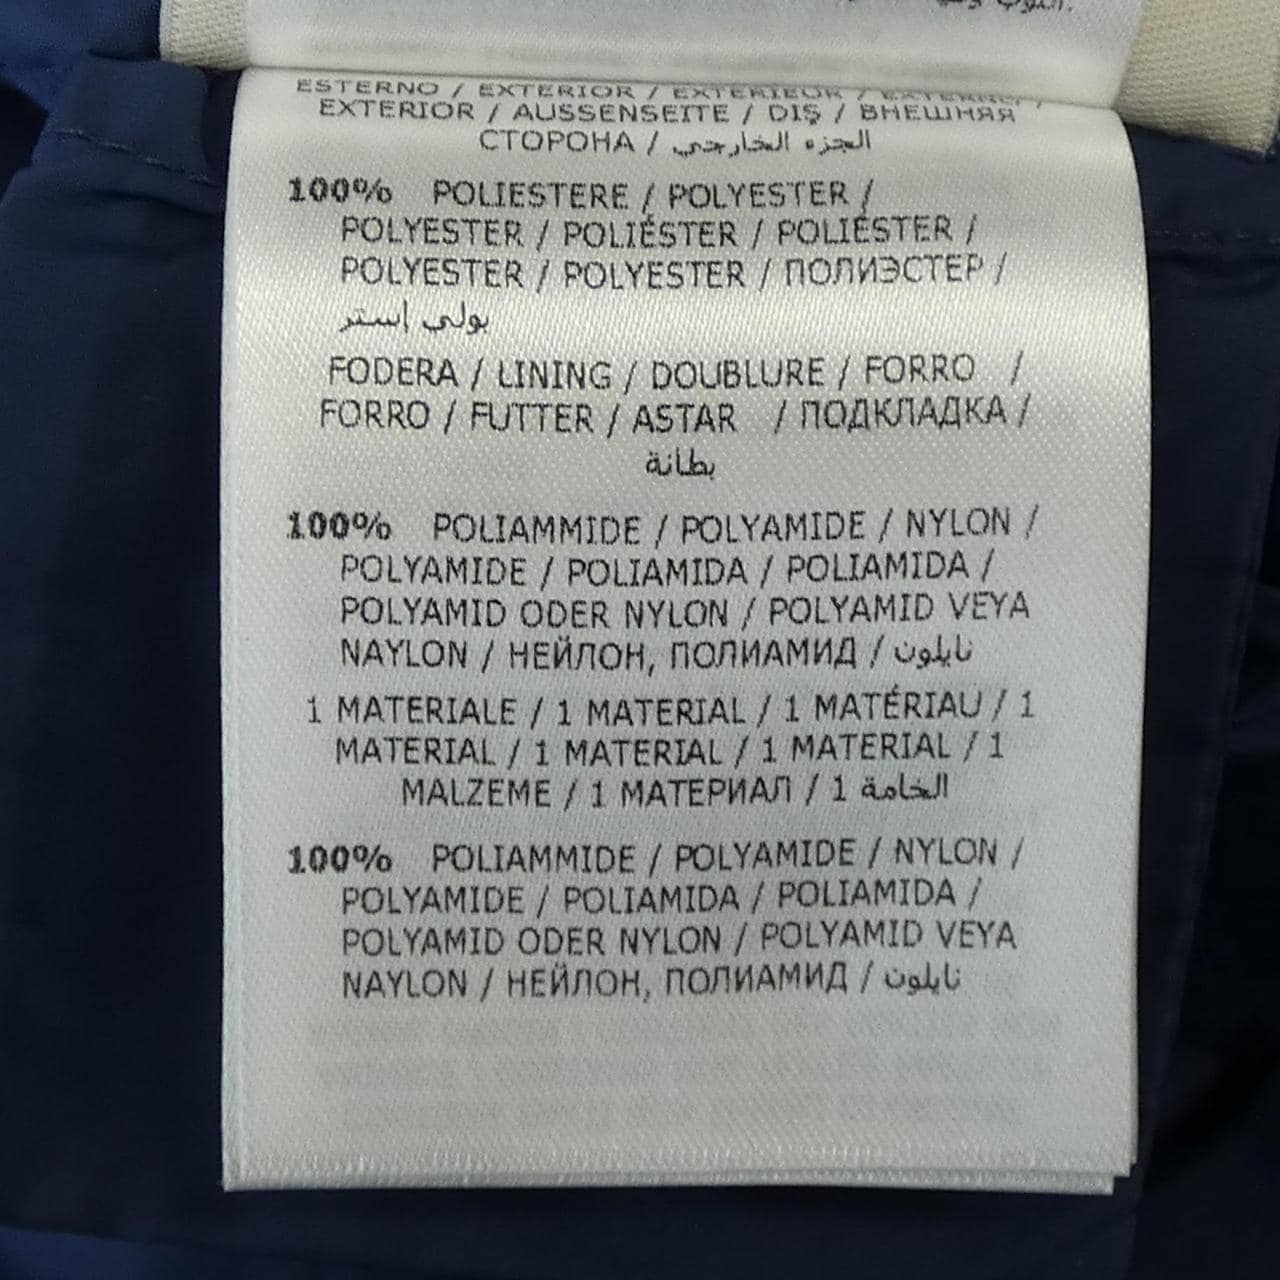 ESTERNO / EXTERIOR / EXTÉRIEUR /
EXTERIOR / AUSSENSEITE / DIŞ / ВНЕШНЯЯ
СТОРОНА / الجزء الخارجي
100% POLIESTERE / POLYESTER /
POLYESTER / POLIÉSTER / POLIÉSTER /
POLYESTER / POLYESTER / ПОЛИЭСТЕР /
بولي إستر
FODERA / LINING / DOUBLURE / FORRO /
FORRO / FUTTER / ASTAR / ПОДКЛАДКА /
بطانة
100% POLIAMMIDE / POLYAMIDE / NYLON /
POLYAMIDE / POLIAMIDA / POLIAMIDA /
POLYAMID ODER NYLON / POLYAMID VEYA
NAYLON / НЕЙЛОН, ПОЛИАМИД / نايلون
1 MATERIALE / 1 MATERIAL / 1 MATÉRIAU / 1
MATERIAL / 1 MATERIAL / 1 MATERIAL / 1
MALZEME / 1 МАТЕРИАЛ / 1 الخامة
100% POLIAMMIDE / POLYAMIDE / NYLON /
POLYAMIDE / POLIAMIDA / POLIAMIDA /
POLYAMID ODER NYLON / POLYAMID VEYA
NAYLON / НЕЙЛОН, ПОЛИАМИД / نايلون